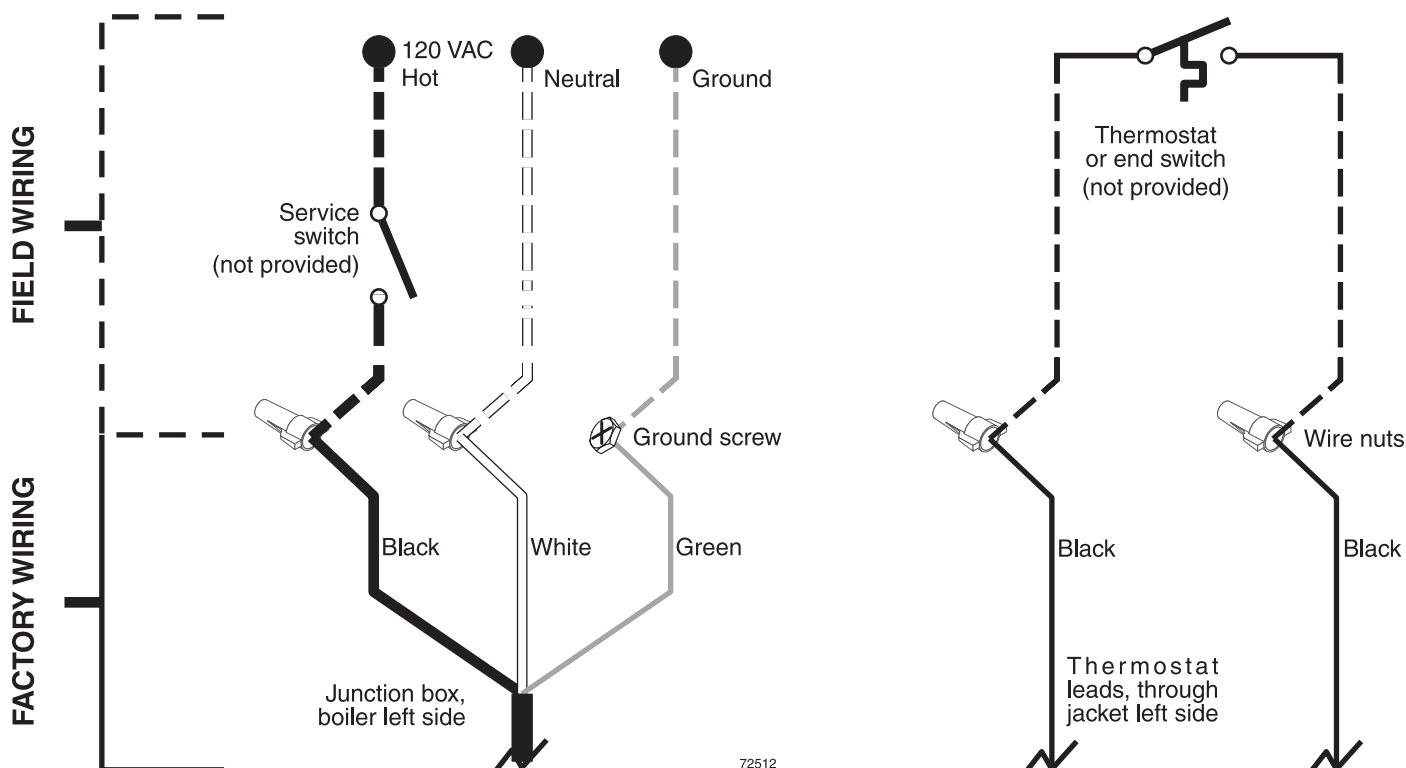 FIELD WIRING
FACTORY WIRING
120 VAC
Hot
Neutral
Ground
Service
switch
(not provided)
Ground screw
Black
White
Green
Junction box,
boiler left side
72512
Thermostat
or end switch
(not provided)
Wire nuts
Black
Black
Thermostat
leads, through
jacket left side